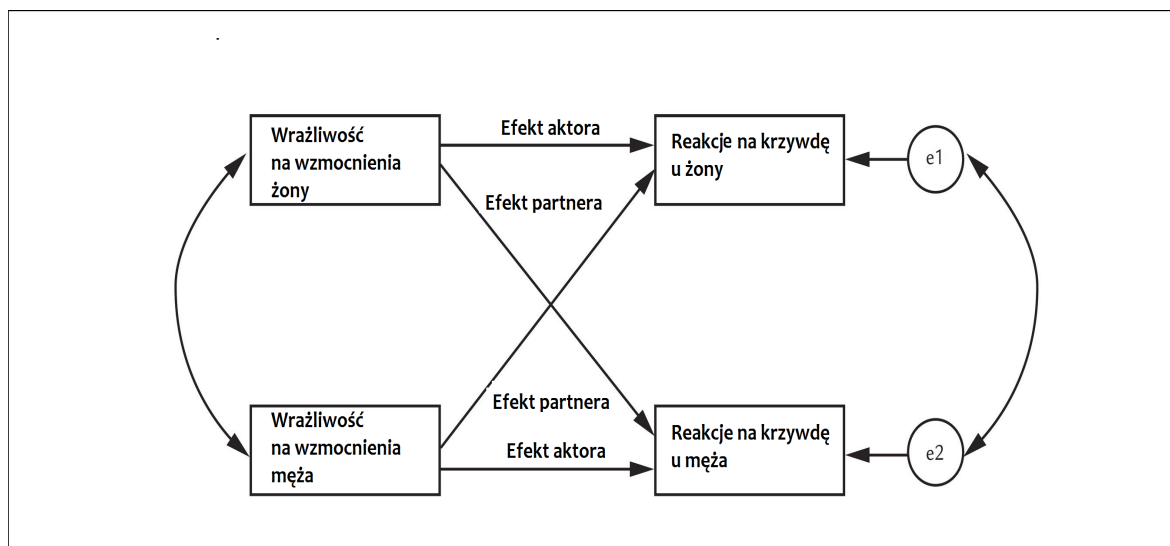 Wrażliwość
na wzmocnienia
żony
Efekt aktora
Reakcje na krzywdę
u żony
e1
Efekt partnera
Efekt partnera
Wrażliwość
na wzmocnienia
męża
Efekt aktora
Reakcje na krzywdę
u męża
e2